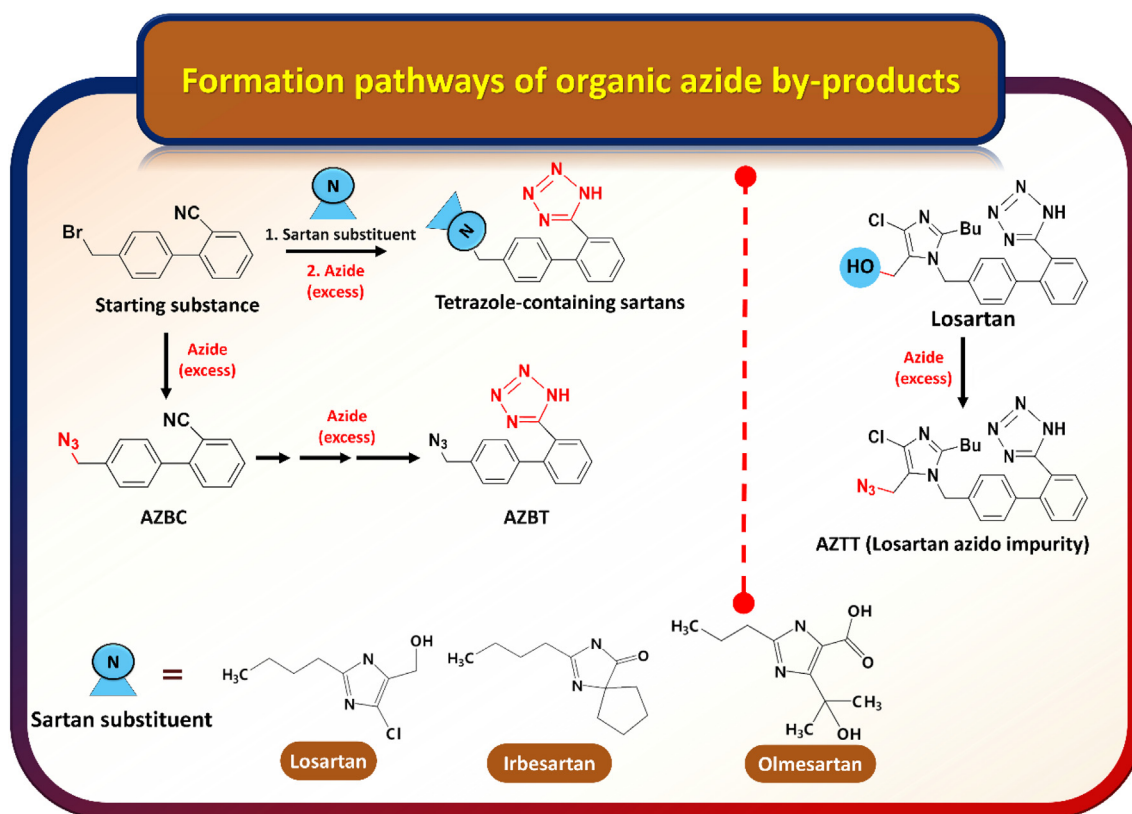 Formation pathways of organic azide by-products
N
NC
Br
1. Sartan substituent
2. Azide
(excess)
Starting substance
N
N
N
NH
N
Tetrazole-containing sartans
Azide
(excess)
N3
NC
AZBC
Azide
(excess)
N
N
NH
N
N3
AZBT
N
N
NH
N
Cl
N
Bu
N
HO
Losartan
Azide
(excess)
N
N
NH
N
Cl
N
Bu
N
N3
AZTT (Losartan azido impurity)
N
=
Sartan substituent
H3C
N
OH
N
Cl
Losartan
H3C
N
O
N
Irbesartan
H3C
N
OH
O
N
CH3
H3C
OH
Olmesartan